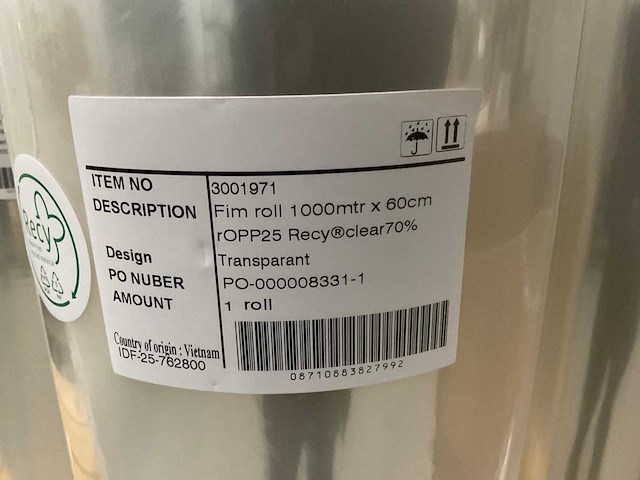 ITEM NO 3001971
DESCRIPTION Fim roll 1000mtr x 60cm
rOPP25 Recy®clear70%
Design Transparant
PO NUBER PO-000008331-1
AMOUNT 1 roll
Country of origin : Vietnam
IDF-25-762800
08710883827992
Recy